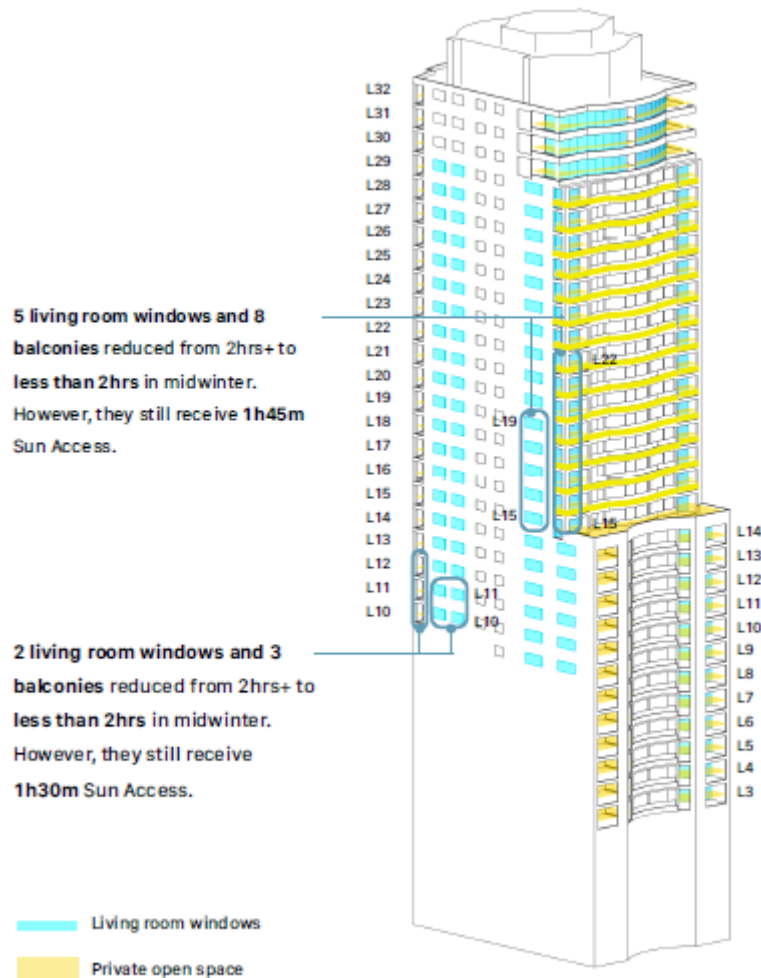 L32
L31
L30
L29
L28
L27
L26
L25
L24
L23
L22
L21
L20
L19
L18
L17
L16
L15
L14
L13
L12
L11
L10
5 living room windows and 8
balconies reduced from 2hrs+ to
less than 2hrs in midwinter.
However, they still receive 1h45m
Sun Access.
L22
L19
L15
L15
L11
L10
2 living room windows and 3
balconies reduced from 2hrs+ to
less than 2hrs in midwinter.
However, they still receive
1h30m Sun Access.
L14
L13
L12
L11
L10
L9
L8
L7
L6
L5
L4
L3
Living room windows
Private open space